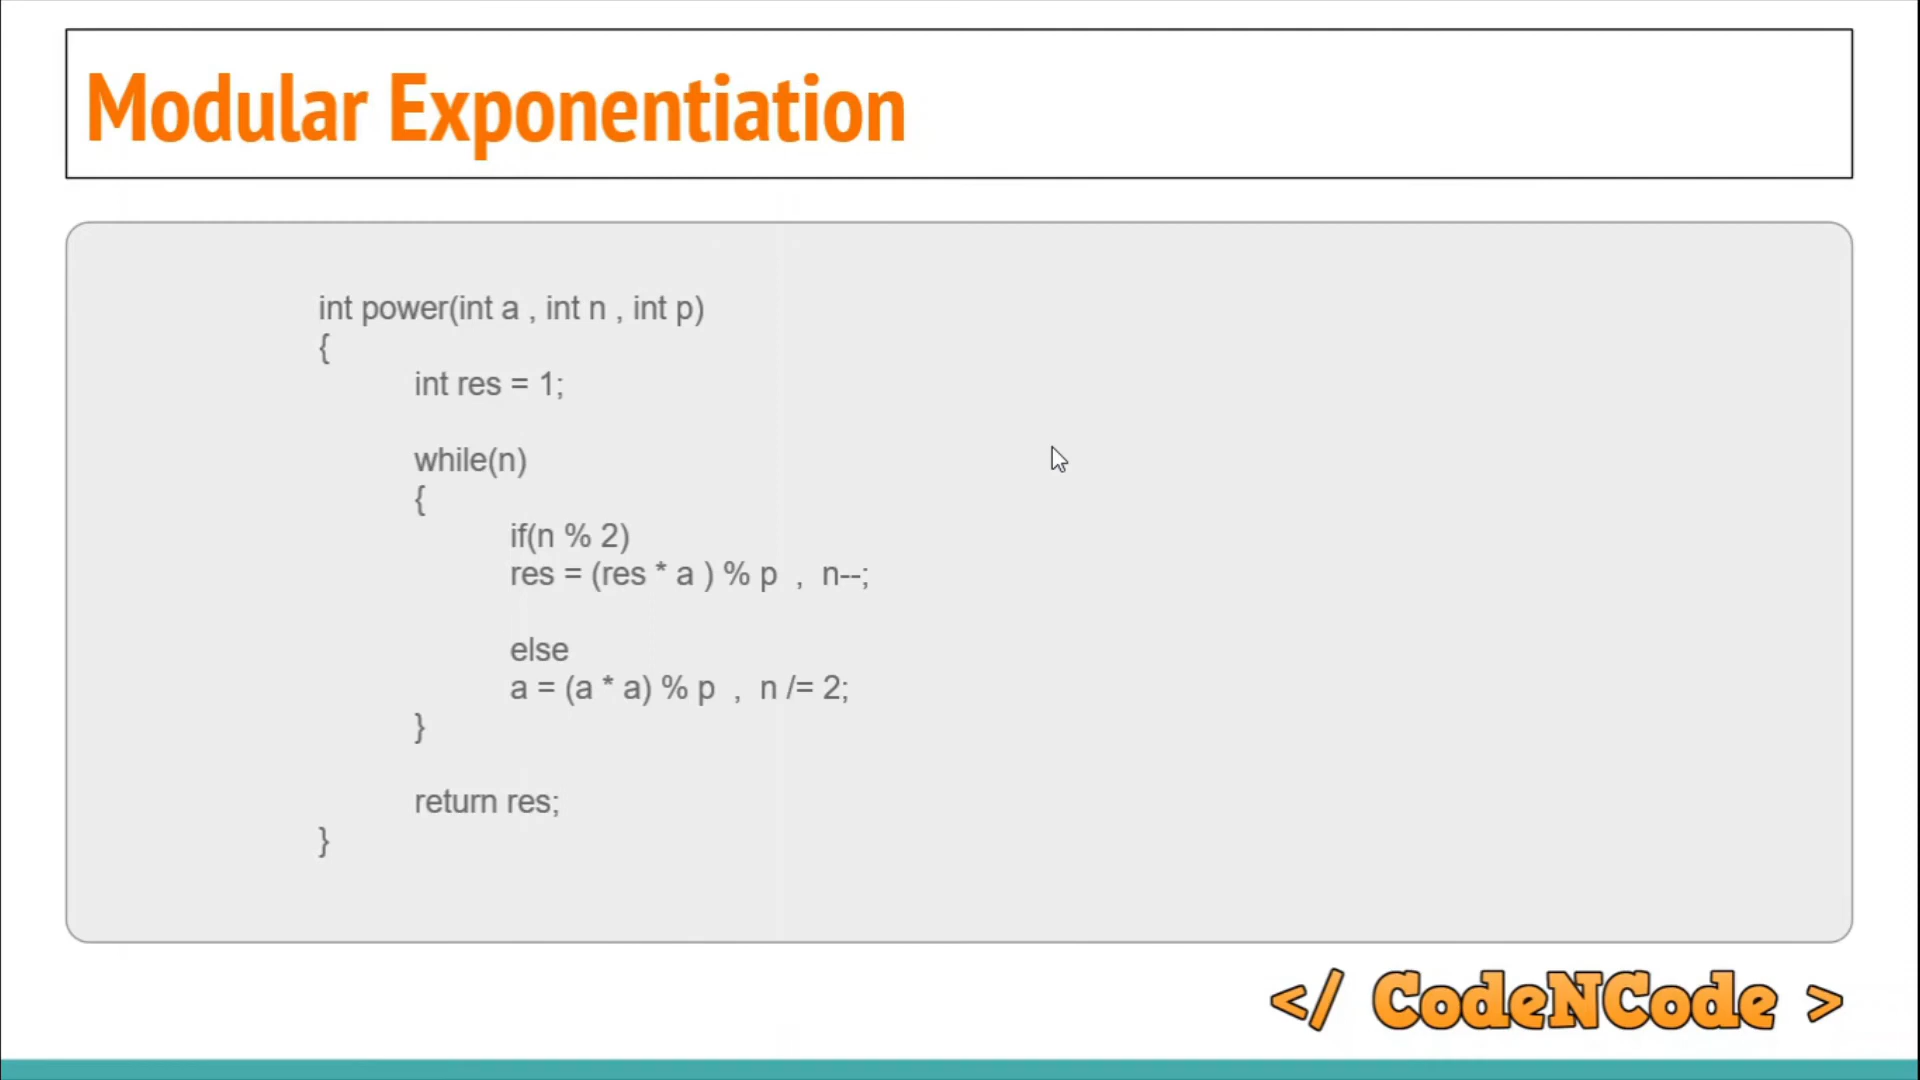 Modular Exponentiation
int power(int a , int n , int p)
{
int res = 1;
while(n)
{
if(n % 2)
res = (res * a ) % p , n--;
else
a = (a * a) % p , n /= 2;
}
return res;
}
</ CodeNCode >